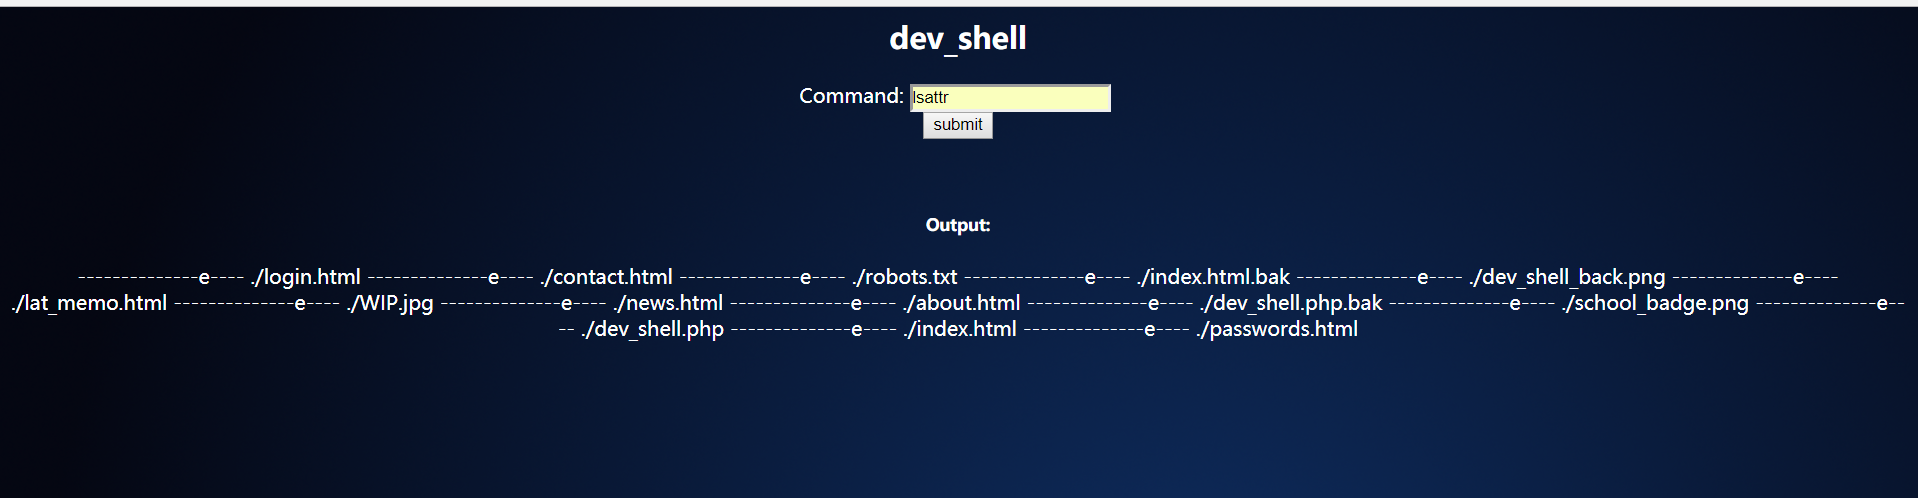 dev_shell
Command: lsattr
submit
Output:
--------------e---- ./login.html --------------e---- ./contact.html --------------e---- ./robots.txt --------------e---- ./index.html.bak --------------e---- ./dev_shell_back.png --------------e----
./lat_memo.html --------------e---- ./WIP.jpg --------------e---- ./news.html --------------e---- ./about.html --------------e---- ./dev_shell.php.bak --------------e---- ./school_badge.png --------------e--
-- ./dev_shell.php --------------e---- ./index.html --------------e---- ./passwords.html